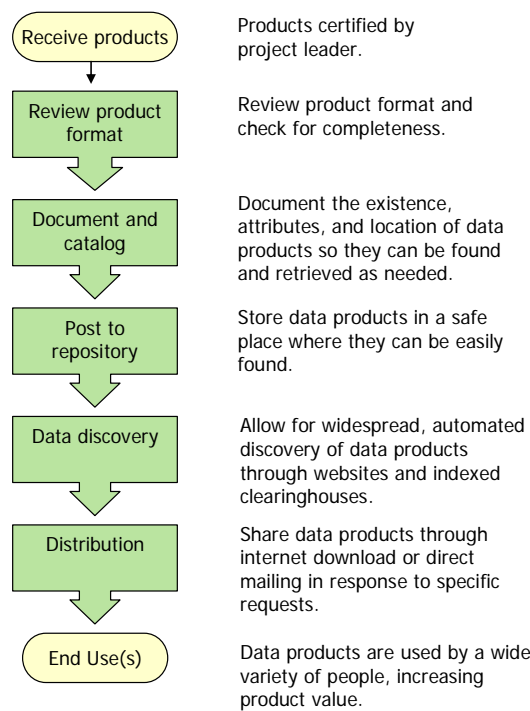 Receive products
Products certified by
project leader.
Review product
format
Review product format and
check for completeness.
Document and
catalog
Document the existence,
attributes, and location of data
products so they can be found
and retrieved as needed.
Post to
repository
Store data products in a safe
place where they can be easily
found.
Data discovery
Allow for widespread, automated
discovery of data products
through websites and indexed
clearinghouses.
Distribution
Share data products through
internet download or direct
mailing in response to specific
requests.
End Use(s)
Data products are used by a wide
variety of people, increasing
product value.